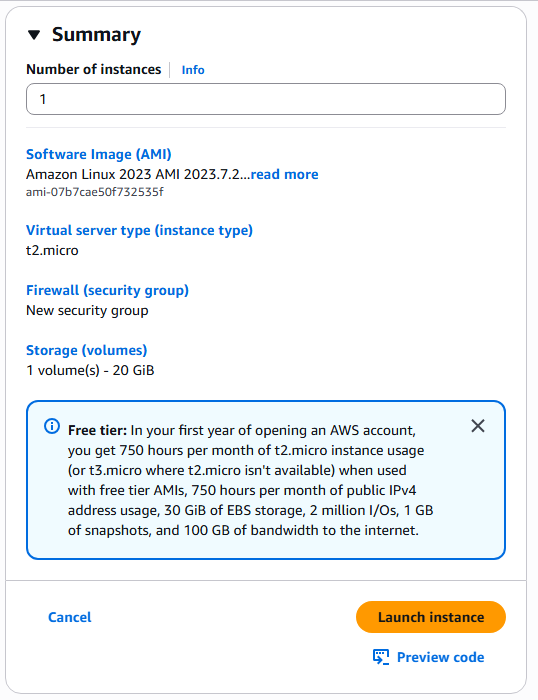 Summary
Number of instances Info
1
Software Image (AMI)
Amazon Linux 2023 AMI 2023.7.2...read more
ami-07b7cae50f732535f
Virtual server type (instance type)
t2.micro
Firewall (security group)
New security group
Storage (volumes)
1 volume(s) - 20 GiB
Free tier: In your first year of opening an AWS account,
you get 750 hours per month of t2.micro instance usage
(or t3.micro where t2.micro isn't available) when used
with free tier AMIs, 750 hours per month of public IPv4
address usage, 30 GiB of EBS storage, 2 million I/Os, 1 GB
of snapshots, and 100 GB of bandwidth to the internet.
Cancel
Launch instance
Preview code